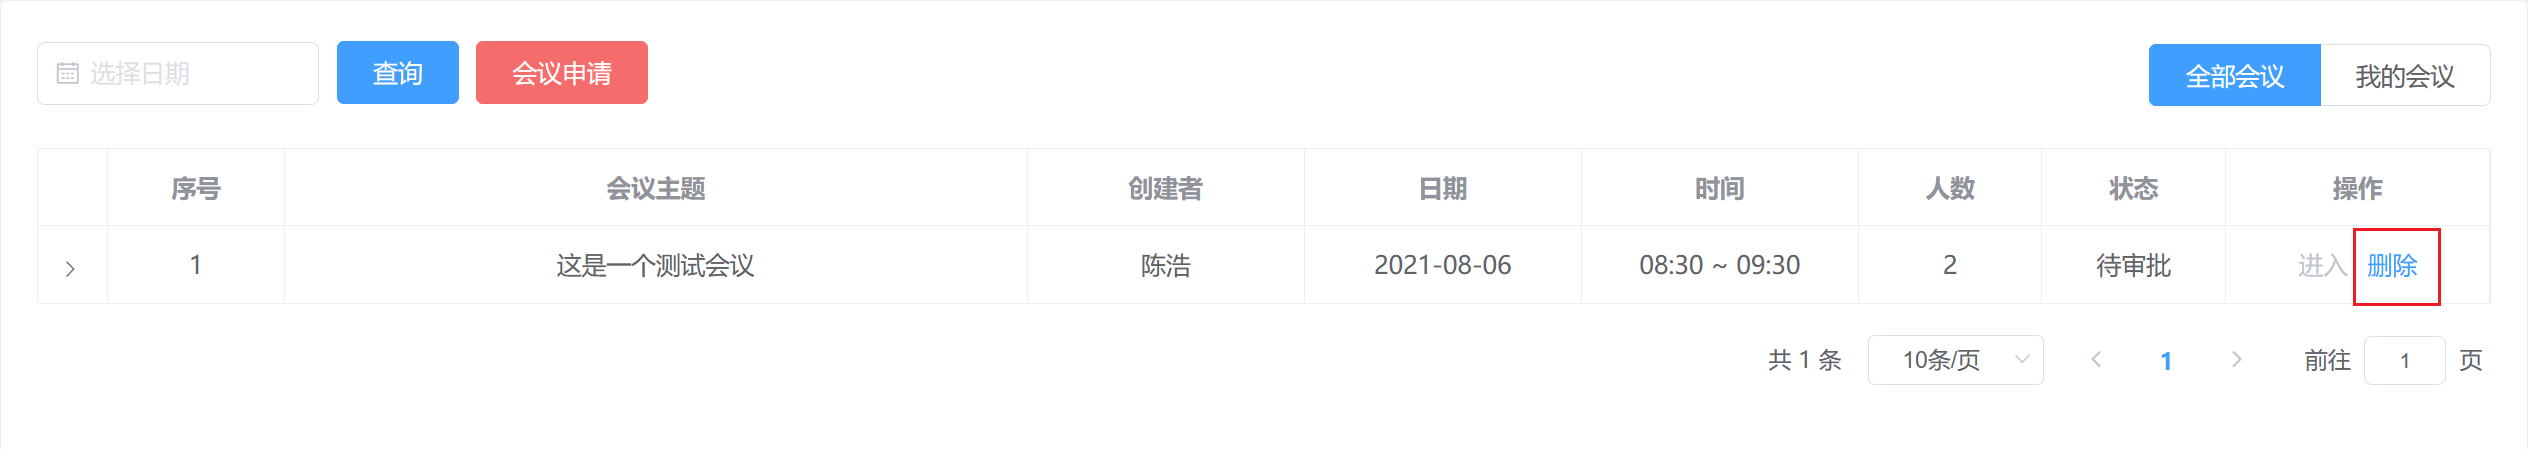 选择日期 查询 会议申请 全部会议 我的会议
序号 会议主题 创建者 日期 时间 人数 状态 操作
1 这是一个测试会议 陈浩 2021-08-06 08:30 ~ 09:30 2 待审批 进入 删除
共 1 条 10条/页 1 前往 1 页